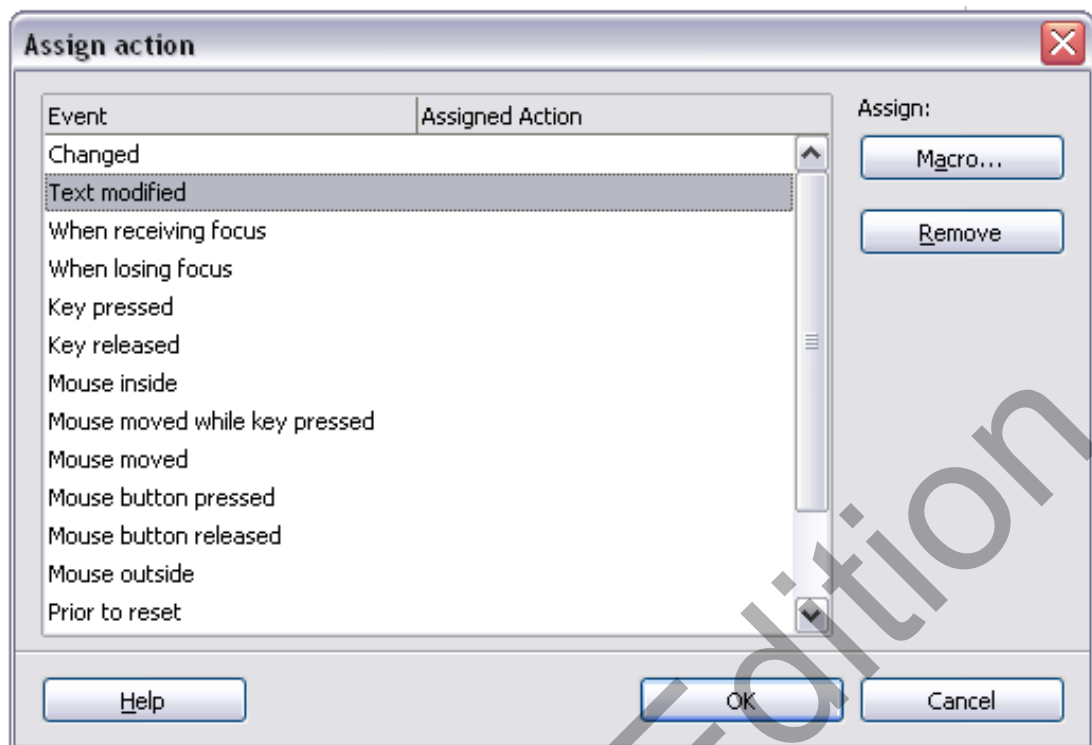 Assign action
Event Assigned Action
Assign:
Changed
Macro...
Text modified
When receiving focus
Remove
When losing focus
Key pressed
Key released
Mouse inside
Mouse moved while key pressed
Mouse moved
Mouse button pressed
Mouse button released
Mouse outside
Prior to reset
Help OK Cancel
Edition